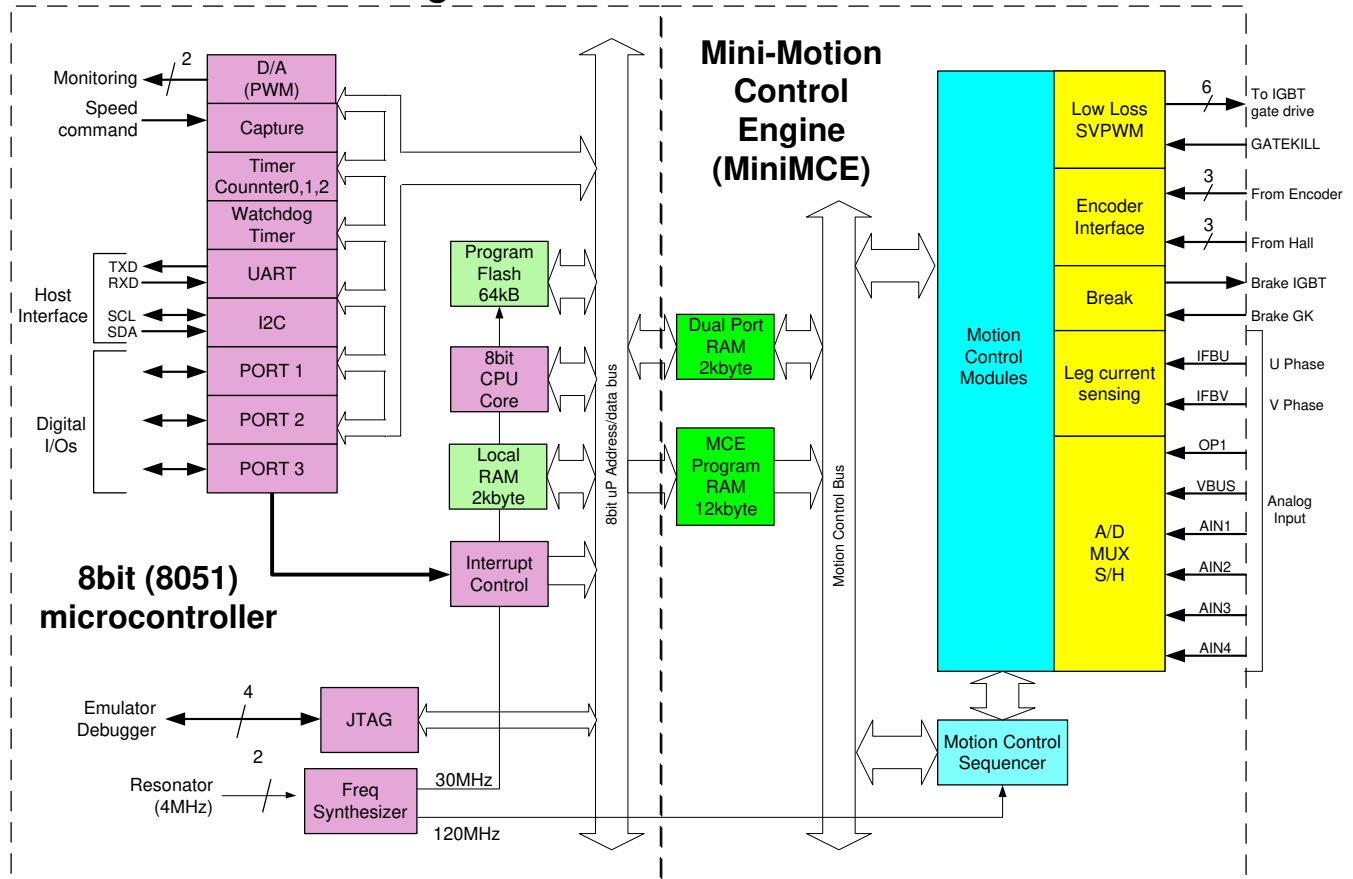 Monitoring
2
Speed
command
D/A
(PWM)
Capture
Timer
Counnter0,1,2
Watchdog
Timer
UART
I2C
PORT 1
PORT 2
PORT 3
Host
Interface
TXD
RXD
SCL
SDA
Digital
I/Os
8bit (8051)
microcontroller
Program
Flash
64kB
8bit
CPU
Core
Local
RAM
2kbyte
Interrupt
Control
Emulator
Debugger
4
JTAG
Resonator
(4MHz)
2
Freq
Synthesizer
30MHz
120MHz
8bit uP Address/data bus
Mini-Motion
Control
Engine
(MiniMCE)
Dual Port
RAM
2kbyte
MCE
Program
RAM
12kbyte
Motion Control Bus
Motion
Control
Modules
Low Loss
SVPWM
Encoder
Interface
Break
Leg current
sensing
A/D
MUX
S/H
Motion Control
Sequencer
6
To IGBT
gate drive
GATEKILL
3
From Encoder
3
From Hall
Brake IGBT
Brake GK
IFBU
U Phase
IFBV
V Phase
OP1
VBUS
AIN1
AIN2
AIN3
AIN4
Analog
Input